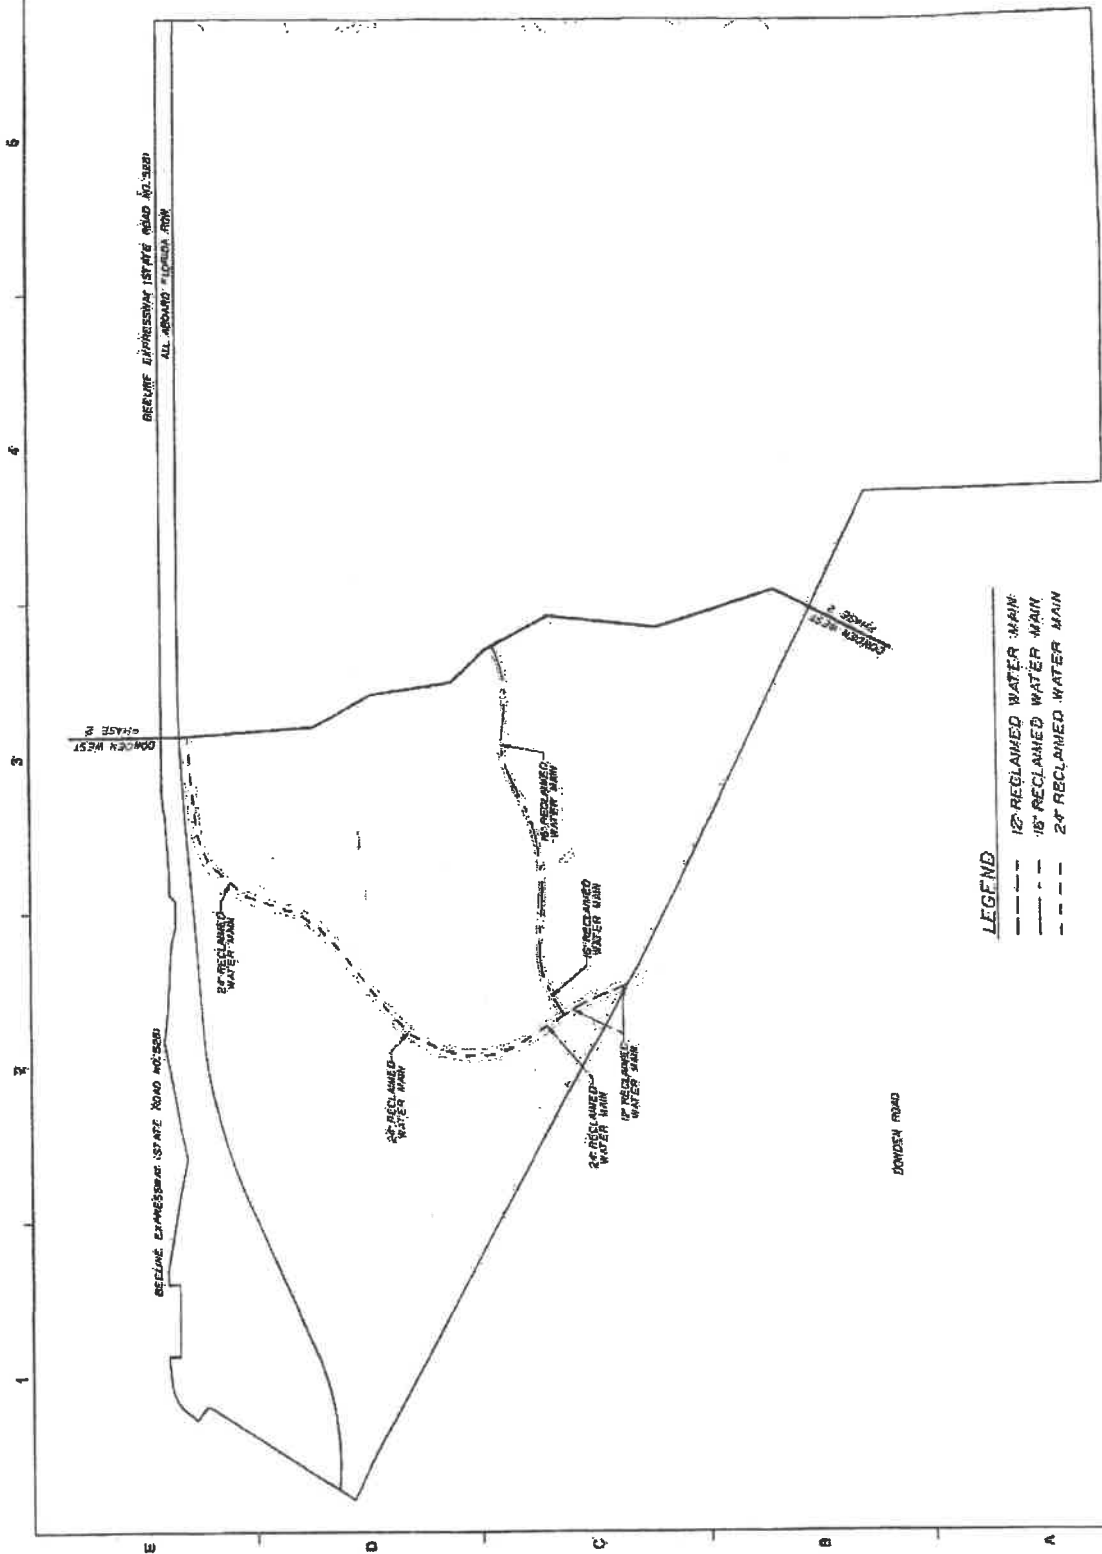 5
4
3
2
1
E
D
C
B
A
BEELINE EXPRESSWAY (STATE ROAD NO. 528)
ALL ABOARD FLORIDA ROW
BEELINE EXPRESSWAY (STATE ROAD NO. 528)
DOWDEN WEST
PHASE 2
24" RECLAIMED
WATER MAIN
24" RECLAIMED
WATER MAIN
16" RECLAIMED
WATER MAIN
16" RECLAIMED
WATER MAIN
24" RECLAIMED
WATER MAIN
12" RECLAIMED
WATER MAIN
DOWDEN WEST
PHASE 2
DOWDEN ROAD
LEGEND
12" RECLAIMED WATER MAIN
16" RECLAIMED WATER MAIN
24" RECLAIMED WATER MAIN